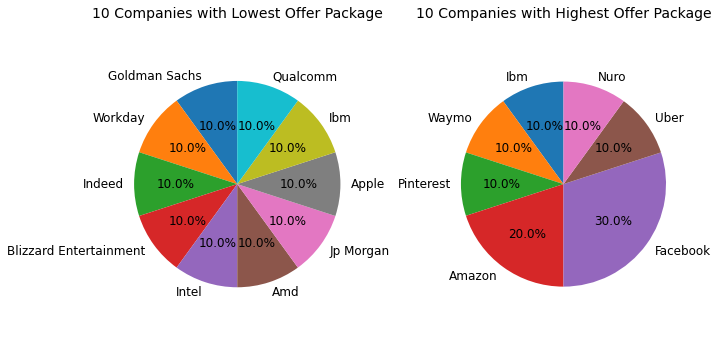 10 Companies with Lowest Offer Package
Goldman Sachs
10.0%
Workday
10.0%
Indeed
10.0%
Blizzard Entertainment
10.0%
Intel
10.0%
Amd
10.0%
Jp Morgan
10.0%
Apple
10.0%
Ibm
10.0%
Qualcomm
10.0%
10 Companies with Highest Offer Package
Ibm
10.0%
Waymo
10.0%
Pinterest
10.0%
Amazon
20.0%
Facebook
30.0%
Uber
10.0%
Nuro
10.0%